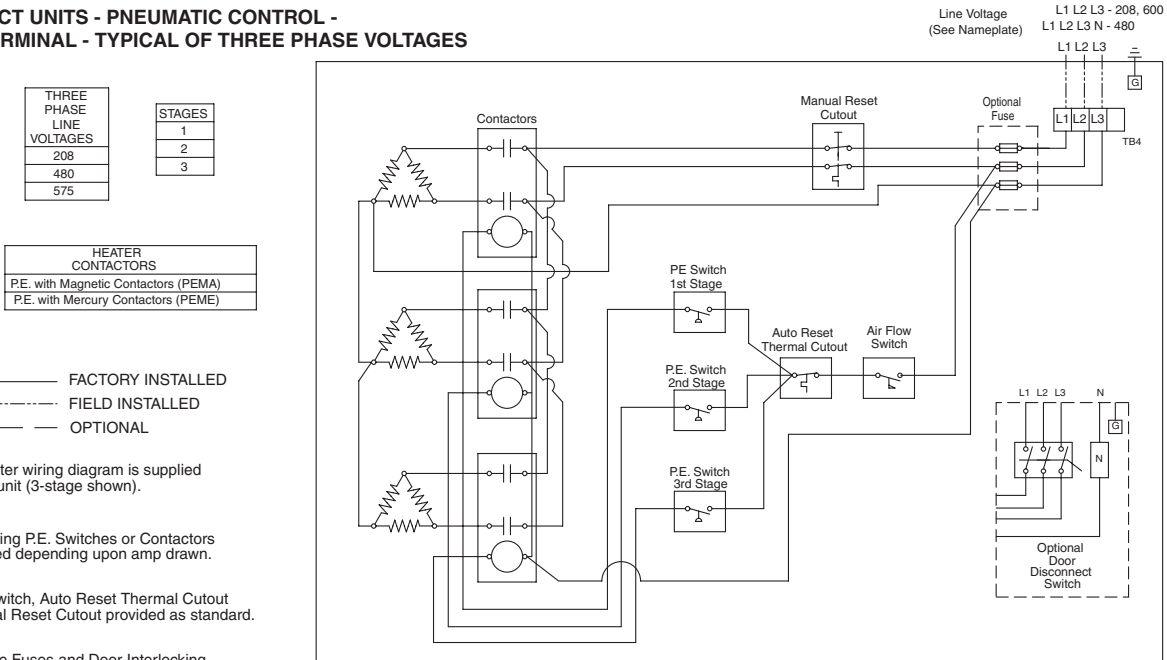 CT UNITS - PNEUMATIC CONTROL -
RMINAL - TYPICAL OF THREE PHASE VOLTAGES
Line Voltage
(See Nameplate)
L1 L2 L3 - 208, 600
L1 L2 L3 N - 480
L1 L2 L3
G
THREE
PHASE
LINE
VOLTAGES
208
480
575
STAGES
1
2
3
HEATER
CONTACTORS
P.E. with Magnetic Contactors (PEMA)
P.E. with Mercury Contactors (PEME)
FACTORY INSTALLED
FIELD INSTALLED
OPTIONAL
ter wiring diagram is supplied
unit (3-stage shown).
ing P.E. Switches or Contactors
ed depending upon amp drawn.
witch, Auto Reset Thermal Cutout
al Reset Cutout provided as standard.
e Fuses and Door Interlocking
Contactors
Manual Reset
Cutout
Optional
Fuse
L1 L2 L3
TB4
PE Switch
1st Stage
Auto Reset
Thermal Cutout
Air Flow
Switch
P.E. Switch
2nd Stage
P.E. Switch
3rd Stage
L1 L2 L3 N
G
N
Optional
Door
Disconnect
Switch